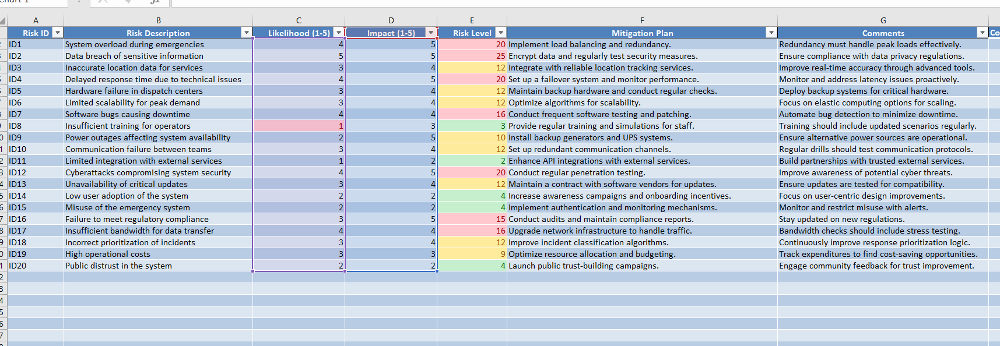 Chart 1
fx
A B C D E F G
Risk ID Risk Description Likelihood (1-5) Impact (1-5) Risk Level Mitigation Plan Comments Co
ID1 System overload during emergencies 4 5 20 Implement load balancing and redundancy. Redundancy must handle peak loads effectively.
ID2 Data breach of sensitive information 5 5 25 Encrypt data and regularly test security measures. Ensure compliance with data privacy regulations.
ID3 Inaccurate location data for services 3 4 12 Integrate with reliable location tracking services. Improve real-time accuracy through advanced tools.
ID4 Delayed response time due to technical issues 4 5 20 Set up a failover system and monitor performance. Monitor and address latency issues proactively.
ID5 Hardware failure in dispatch centers 3 4 12 Maintain backup hardware and conduct regular checks. Deploy backup systems for critical hardware.
ID6 Limited scalability for peak demand 3 4 12 Optimize algorithms for scalability. Focus on elastic computing options for scaling.
ID7 Software bugs causing downtime 4 4 16 Conduct frequent software testing and patching. Automate bug detection to minimize downtime.
ID8 Insufficient training for operators 1 3 3 Provide regular training and simulations for staff. Training should include updated scenarios regularly.
ID9 Power outages affecting system availability 2 5 10 Install backup generators and UPS systems. Ensure alternative power sources are operational.
ID10 Communication failure between teams 3 4 12 Set up redundant communication channels. Regular drills should test communication protocols.
ID11 Limited integration with external services 1 2 2 Enhance API integrations with external services. Build partnerships with trusted external services.
ID12 Cyberattacks compromising system security 4 5 20 Conduct regular penetration testing. Improve awareness of potential cyber threats.
ID13 Unavailability of critical updates 3 4 12 Maintain a contract with software vendors for updates. Ensure updates are tested for compatibility.
ID14 Low user adoption of the system 2 2 4 Increase awareness campaigns and onboarding incentives. Focus on user-centric design improvements.
ID15 Misuse of the emergency system 2 2 4 Implement authentication and monitoring mechanisms. Monitor and restrict misuse with alerts.
ID16 Failure to meet regulatory compliance 3 5 15 Conduct audits and maintain compliance reports. Stay updated on new regulations.
ID17 Insufficient bandwidth for data transfer 4 4 16 Upgrade network infrastructure to handle traffic. Bandwidth checks should include stress testing.
ID18 Incorrect prioritization of incidents 3 4 12 Improve incident classification algorithms. Continuously improve response prioritization logic.
ID19 High operational costs 3 3 9 Optimize resource allocation and budgeting. Track expenditures to find cost-saving opportunities.
ID20 Public distrust in the system 2 2 4 Launch public trust-building campaigns. Engage community feedback for trust improvement.